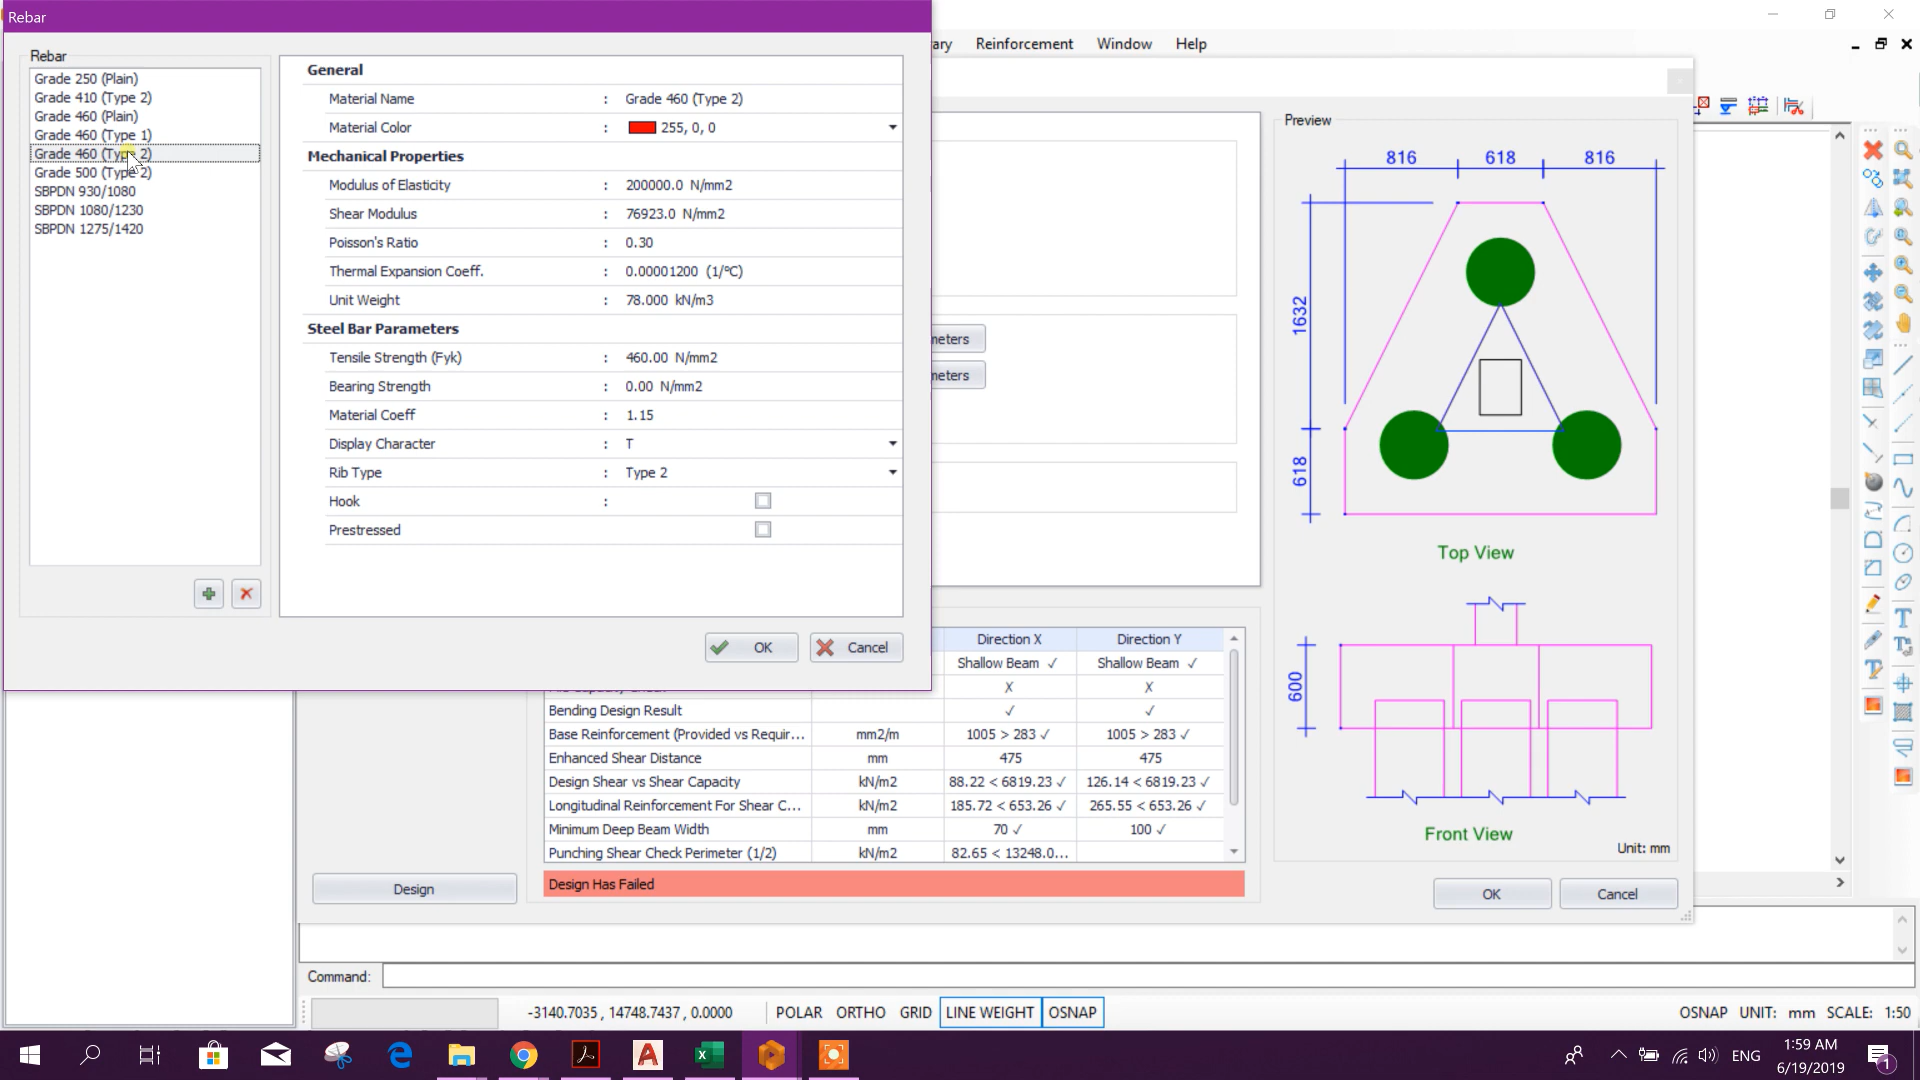 Rebar
ary Reinforcement Window Help
Rebar
Grade 250 (Plain)
Grade 410 (Type 2)
Grade 460 (Plain)
Grade 460 (Type 1)
Grade 460 (Type 2)
Grade 500 (Type 2)
SBPDN 930/1080
SBPDN 1080/1230
SBPDN 1275/1420
General
Material Name : Grade 460 (Type 2)
Material Color : 255, 0, 0
Mechanical Properties
Modulus of Elasticity : 200000.0 N/mm2
Shear Modulus : 76923.0 N/mm2
Poisson's Ratio : 0.30
Thermal Expansion Coeff. : 0.00001200 (1/°C)
Unit Weight : 78.000 kN/m3
Steel Bar Parameters
Tensile Strength (Fyk) : 460.00 N/mm2
Bearing Strength : 0.00 N/mm2
Material Coeff : 1.15
Display Character : T
Rib Type : Type 2
Hook :
Prestressed
OK Cancel
meters
meters
Preview
816 618 816
1632
618
Top View
600
Front View
Unit: mm
Direction X Direction Y
Shallow Beam ✓ Shallow Beam ✓
X X
Bending Design Result ✓ ✓
Base Reinforcement (Provided vs Requir... mm2/m 1005 > 283 ✓ 1005 > 283 ✓
Enhanced Shear Distance mm 475 475
Design Shear vs Shear Capacity kN/m2 88.22 < 6819.23 ✓ 126.14 < 6819.23 ✓
Longitudinal Reinforcement For Shear C... kN/m2 185.72 < 653.26 ✓ 265.55 < 653.26 ✓
Minimum Deep Beam Width mm 70 ✓ 100 ✓
Punching Shear Check Perimeter (1/2) kN/m2 82.65 < 13248.0...
Design
Design Has Failed
OK Cancel
Command:
-3140.7035 , 14748.7437 , 0.0000 POLAR ORTHO GRID LINE WEIGHT OSNAP
OSNAP UNIT: mm SCALE: 1:50
ENG
1:59 AM
6/19/2019
1